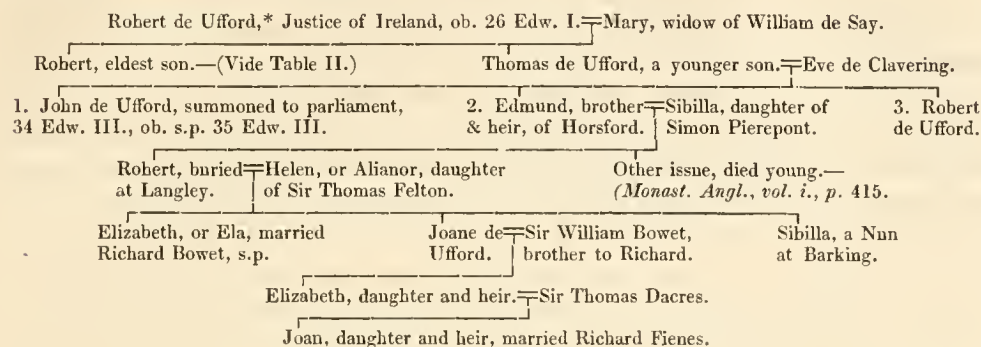 Robert de Ufford,* Justice of Ireland, ob. 26 Edw. I.=Mary, widow of William de Say.
Robert, eldest son.—(Vide Table II.) Thomas de Ufford, a younger son.=Eve de Clavering.
1. John de Ufford, summoned to parliament, 2. Edmund, brother=Sibilla, daughter of 3. Robert
34 Edw. III., ob. s.p. 35 Edw. III. & heir, of Horsford. Simon Pierepont. de Ufford.
Robert, buried=Helen, or Alianor, daughter Other issue, died young.—
at Langley. of Sir Thomas Felton. (Monast. Angl., vol. i., p. 415.
Elizabeth, or Ela, married Joane de=Sir William Bowet, Sibilla, a Nun
Richard Bowet, s.p. Ufford. brother to Richard. at Barking.
Elizabeth, daughter and heir.=Sir Thomas Dacres.
Joan, daughter and heir, married Richard Fienes.